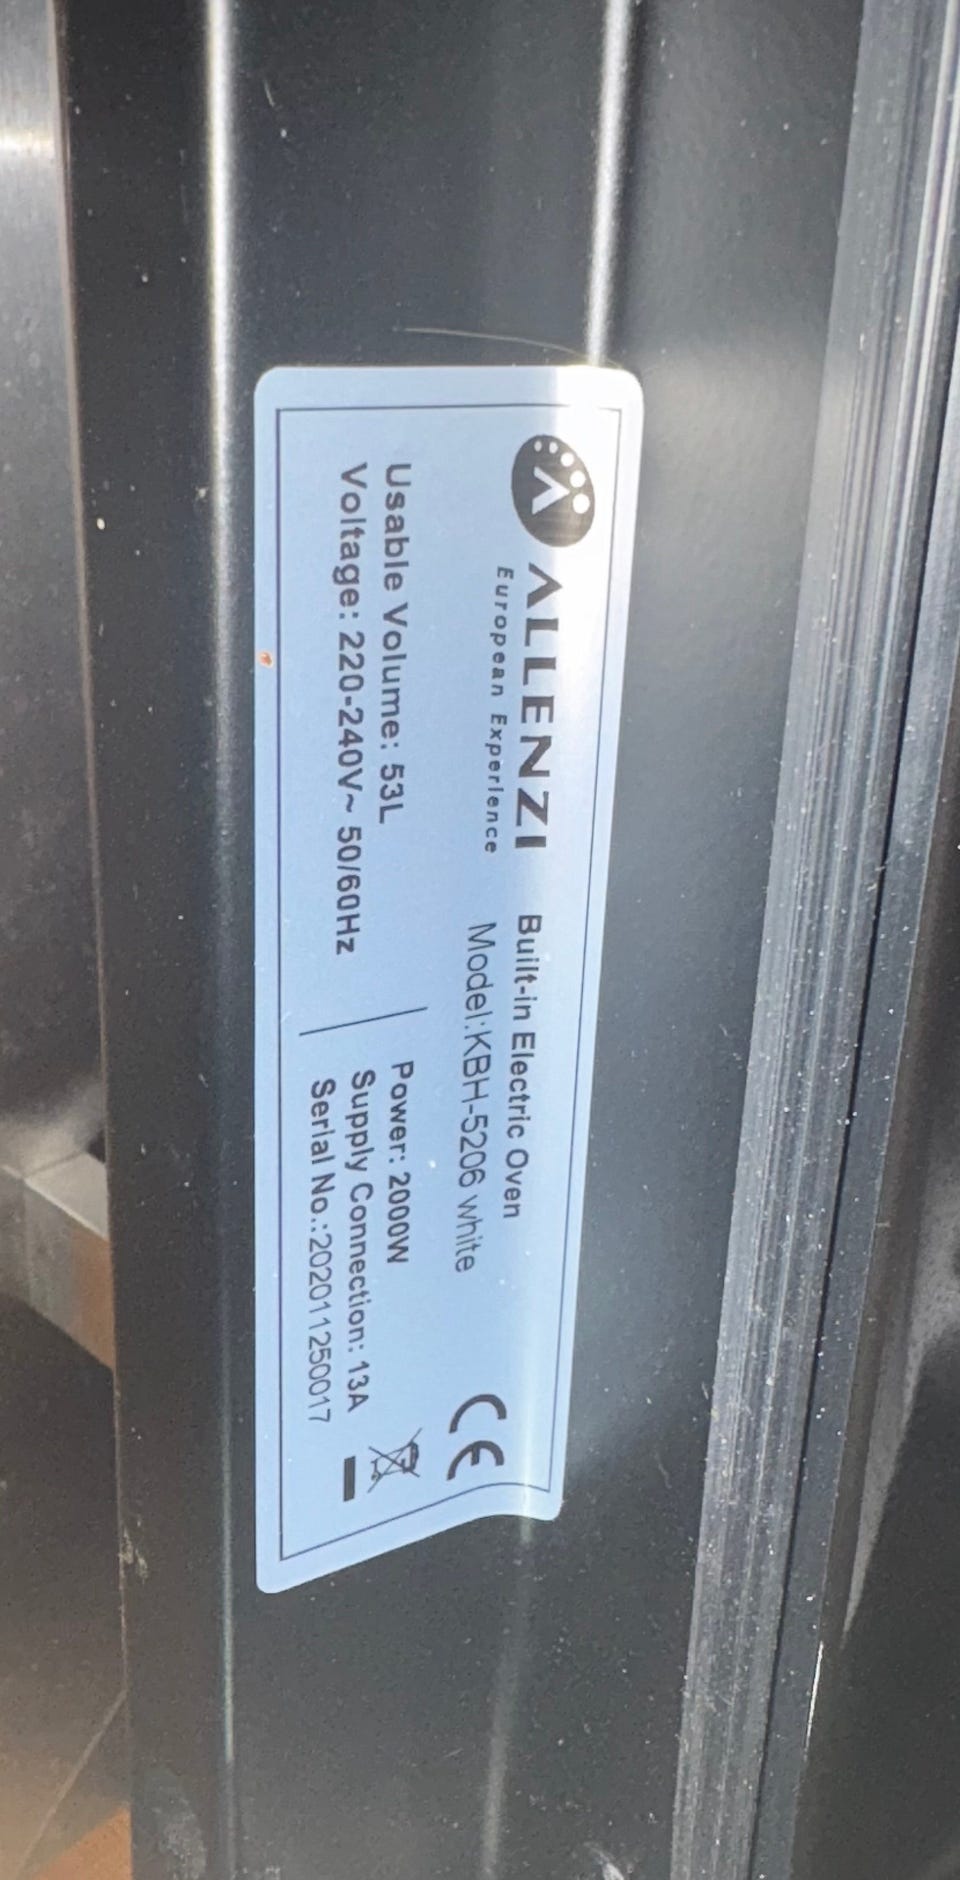 ALLENZI
European Experience
Built-in Electric Oven
Model:KBH-5206 white
Usable Volume: 53L
Voltage: 220-240V~ 50/60Hz
Power: 2000W
Supply Connection: 13A
Serial No.:202011250017
CE